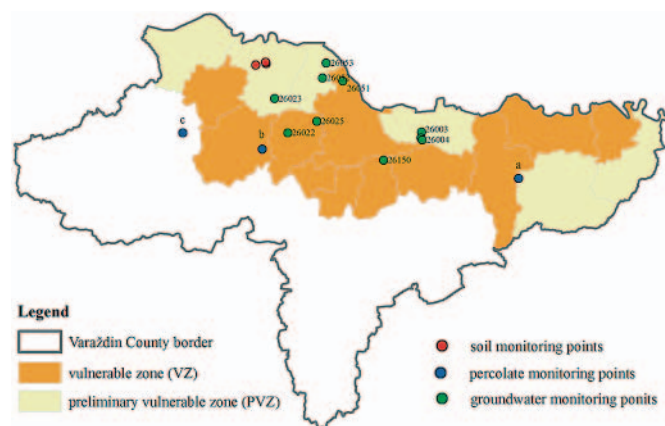 26053
26051
26023
26025
c
b
26022
26003
26004
26150
a
Legend
Varaždin County border
vulnerable zone (VZ)
preliminary vulnerable zone (PVZ)
soil monitoring points
percolate monitoring points
groundwater monitoring ponits